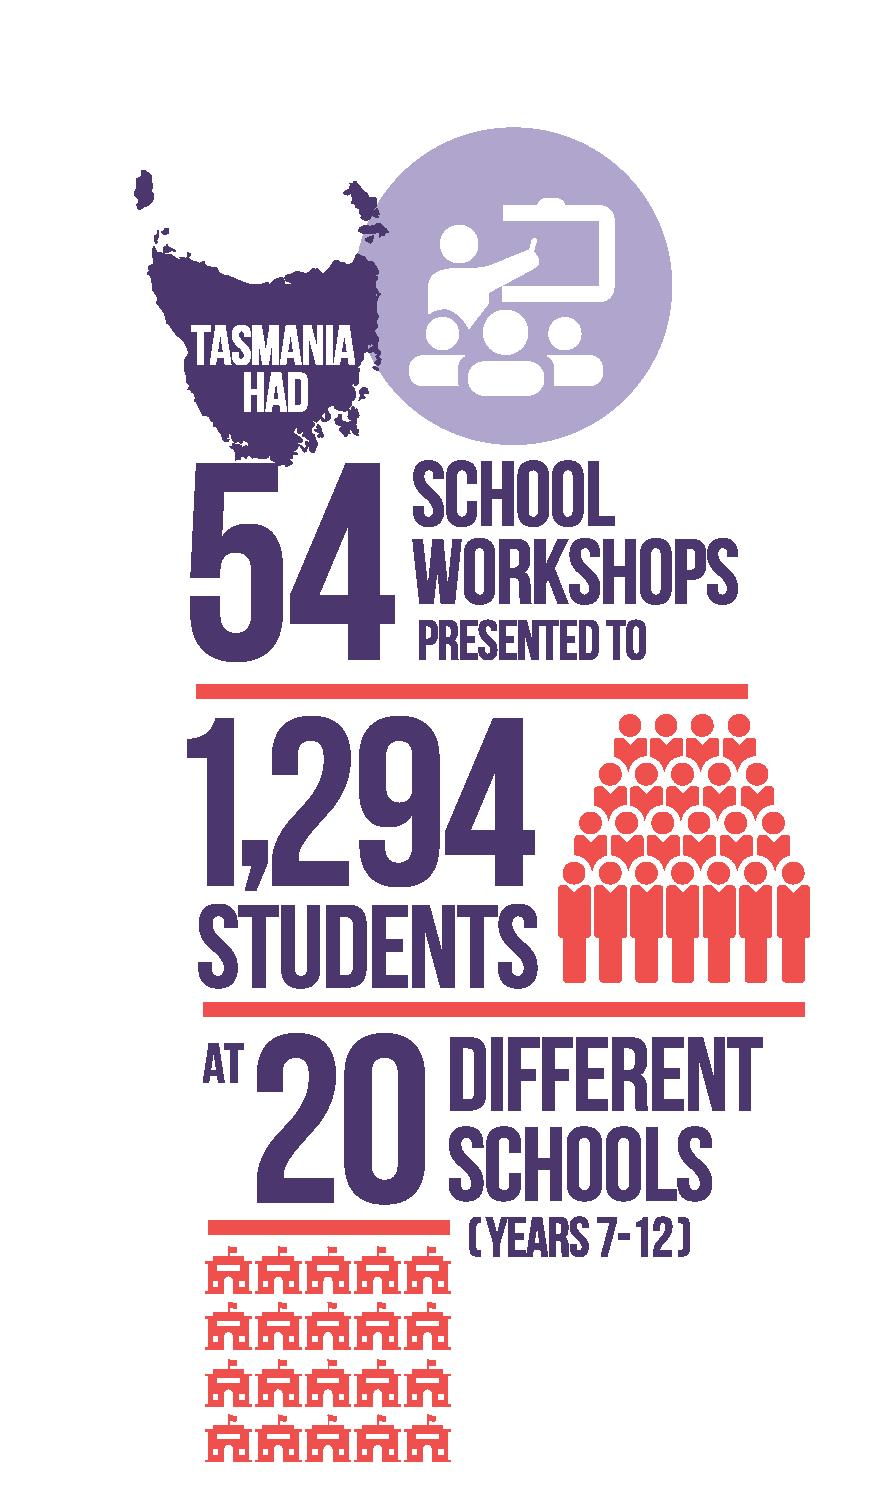 TASMANIA
HAD
54 SCHOOL
WORKSHOPS
PRESENTED TO
1,294
STUDENTS
AT 20 DIFFERENT
SCHOOLS
(YEARS 7-12)